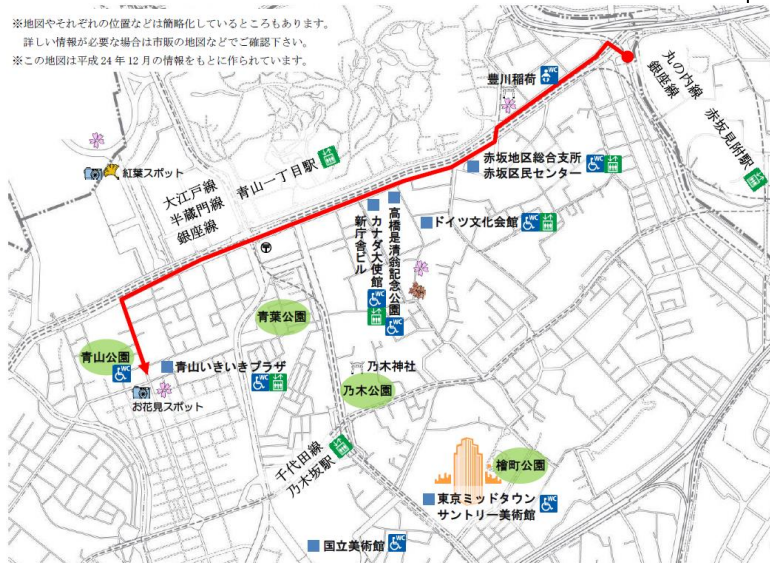 ※地図やそれぞれの位置などは簡略化しているところもあります。
詳しい情報が必要な場合は市販の地図などでご確認下さい。
※この地図は平成24年12月の情報をもとに作られています。
豊川稲荷
WC
丸の内線
銀座線
赤坂見附駅
紅葉スポット
大江戸線
半蔵門線
銀座線
青山一丁目駅
赤坂地区総合支所
赤坂区民センター
WC
ドイツ文化会館
WC
高橋是清翁記念公園
WC
カナダ大使館
新庁舎ビル
WC
青葉公園
青山公園
WC
青山いきいきプラザ
WC
お花見スポット
乃木神社
乃木公園
千代田線
乃木坂駅
檜町公園
東京ミッドタウン
サントリー美術館
WC
国立美術館
WC